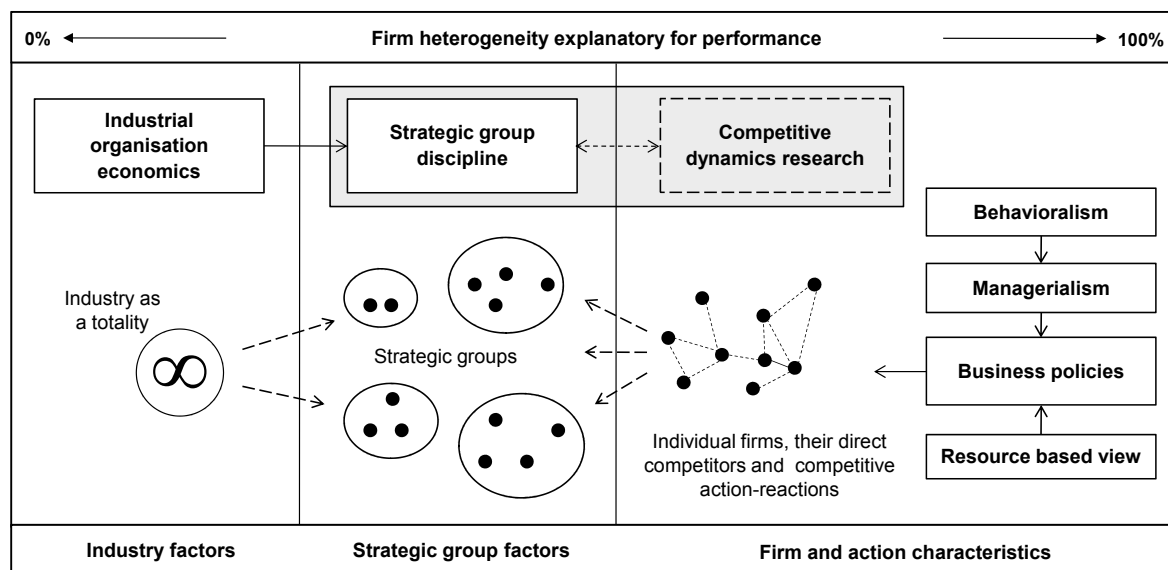 0%
Firm heterogeneity explanatory for performance
100%
Industrial
organisation
economics
Strategic group
discipline
Competitive
dynamics research
Behavioralism
Managerialism
Business policies
Resource based view
Industry as
a totality
∞
Strategic groups
Individual firms, their direct
competitors and competitive
action-reactions
Industry factors
Strategic group factors
Firm and action characteristics